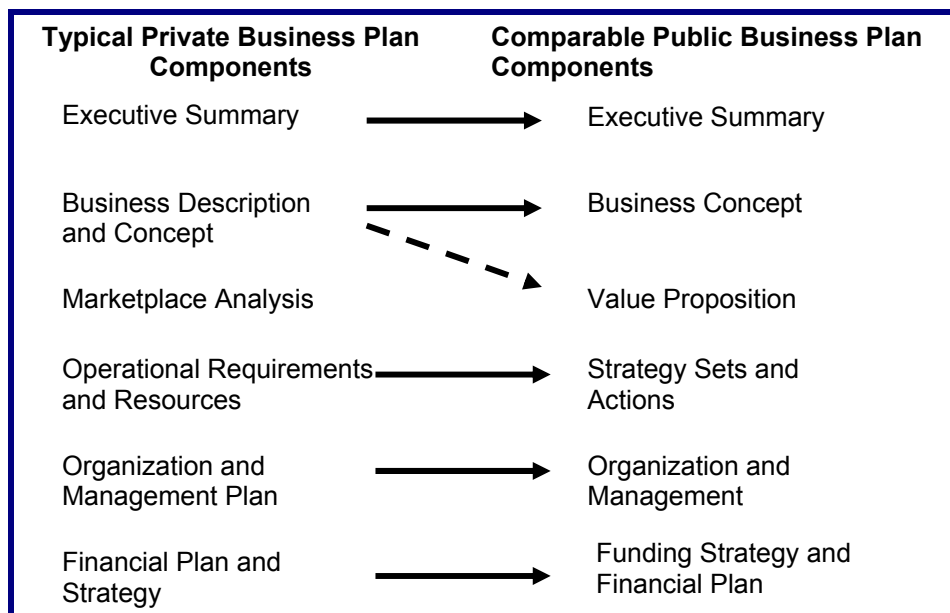 Typical Private Business Plan
Components
Comparable Public Business Plan
Components
Executive Summary
Executive Summary
Business Description
and Concept
Business Concept
Marketplace Analysis
Value Proposition
Operational Requirements
and Resources
Strategy Sets and
Actions
Organization and
Management Plan
Organization and
Management
Financial Plan and
Strategy
Funding Strategy and
Financial Plan